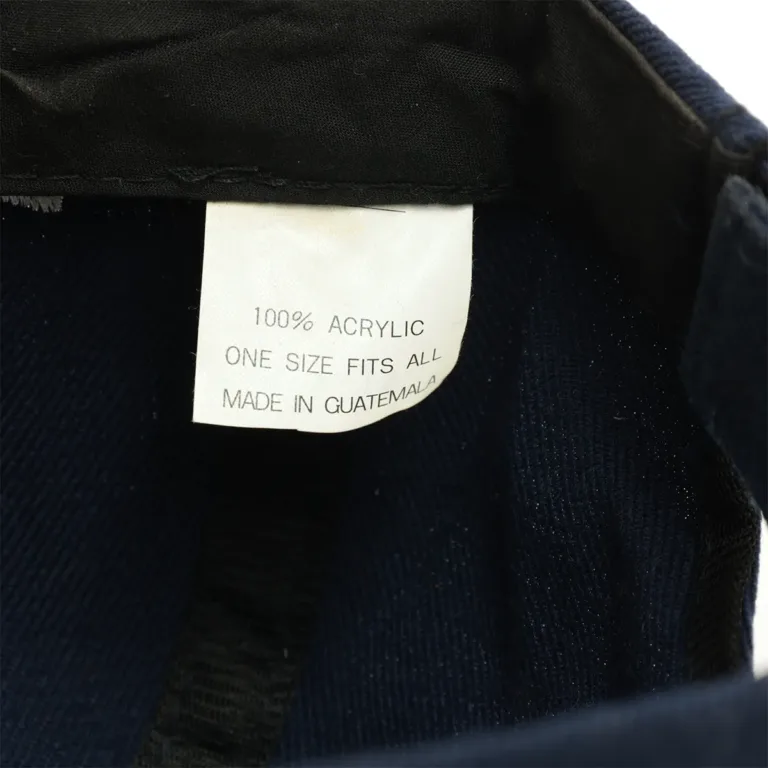 100% ACRYLIC
ONE SIZE FITS ALL
MADE IN GUATEMALA